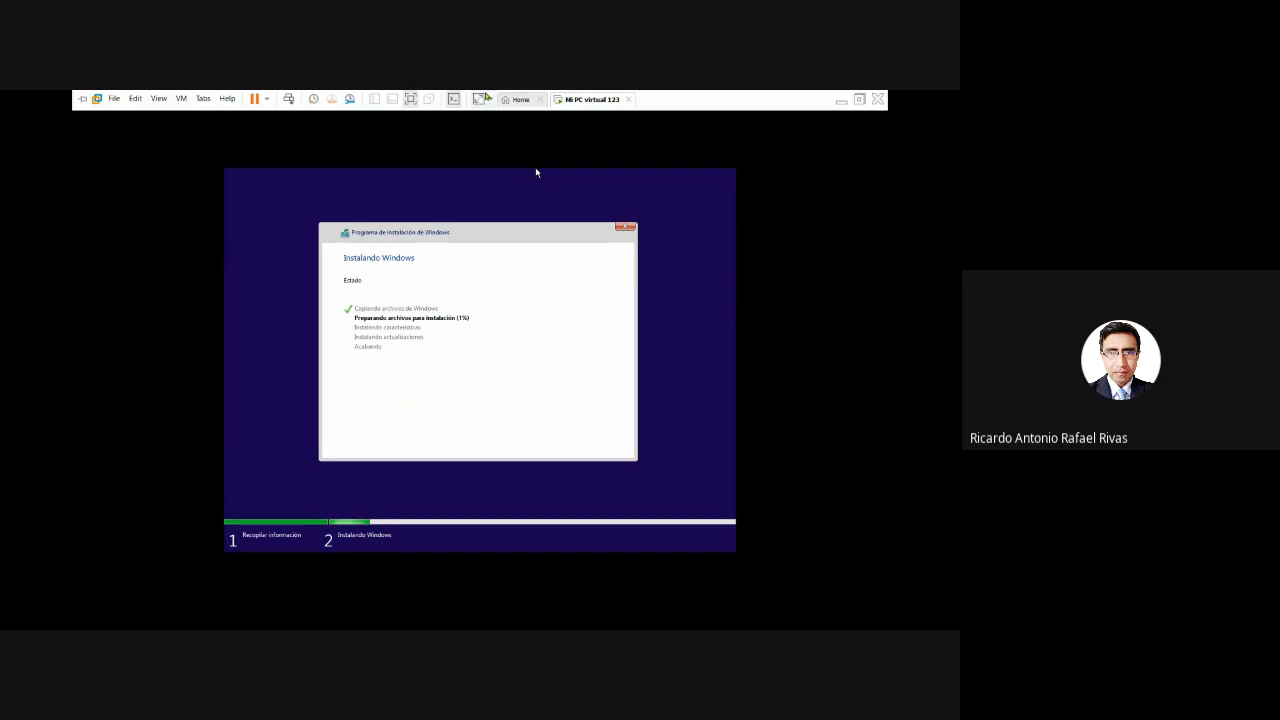 File Edit View VM Tabs Help Home Mi PC virtual 123
Programa de instalación de Windows
Instalando Windows
Estado
Copiando archivos de Windows
Preparando archivos para instalación (1%)
Instalando características
Instalando actualizaciones
Acabando
1 Recopilar información 2 Instalando Windows
Ricardo Antonio Rafael Rivas